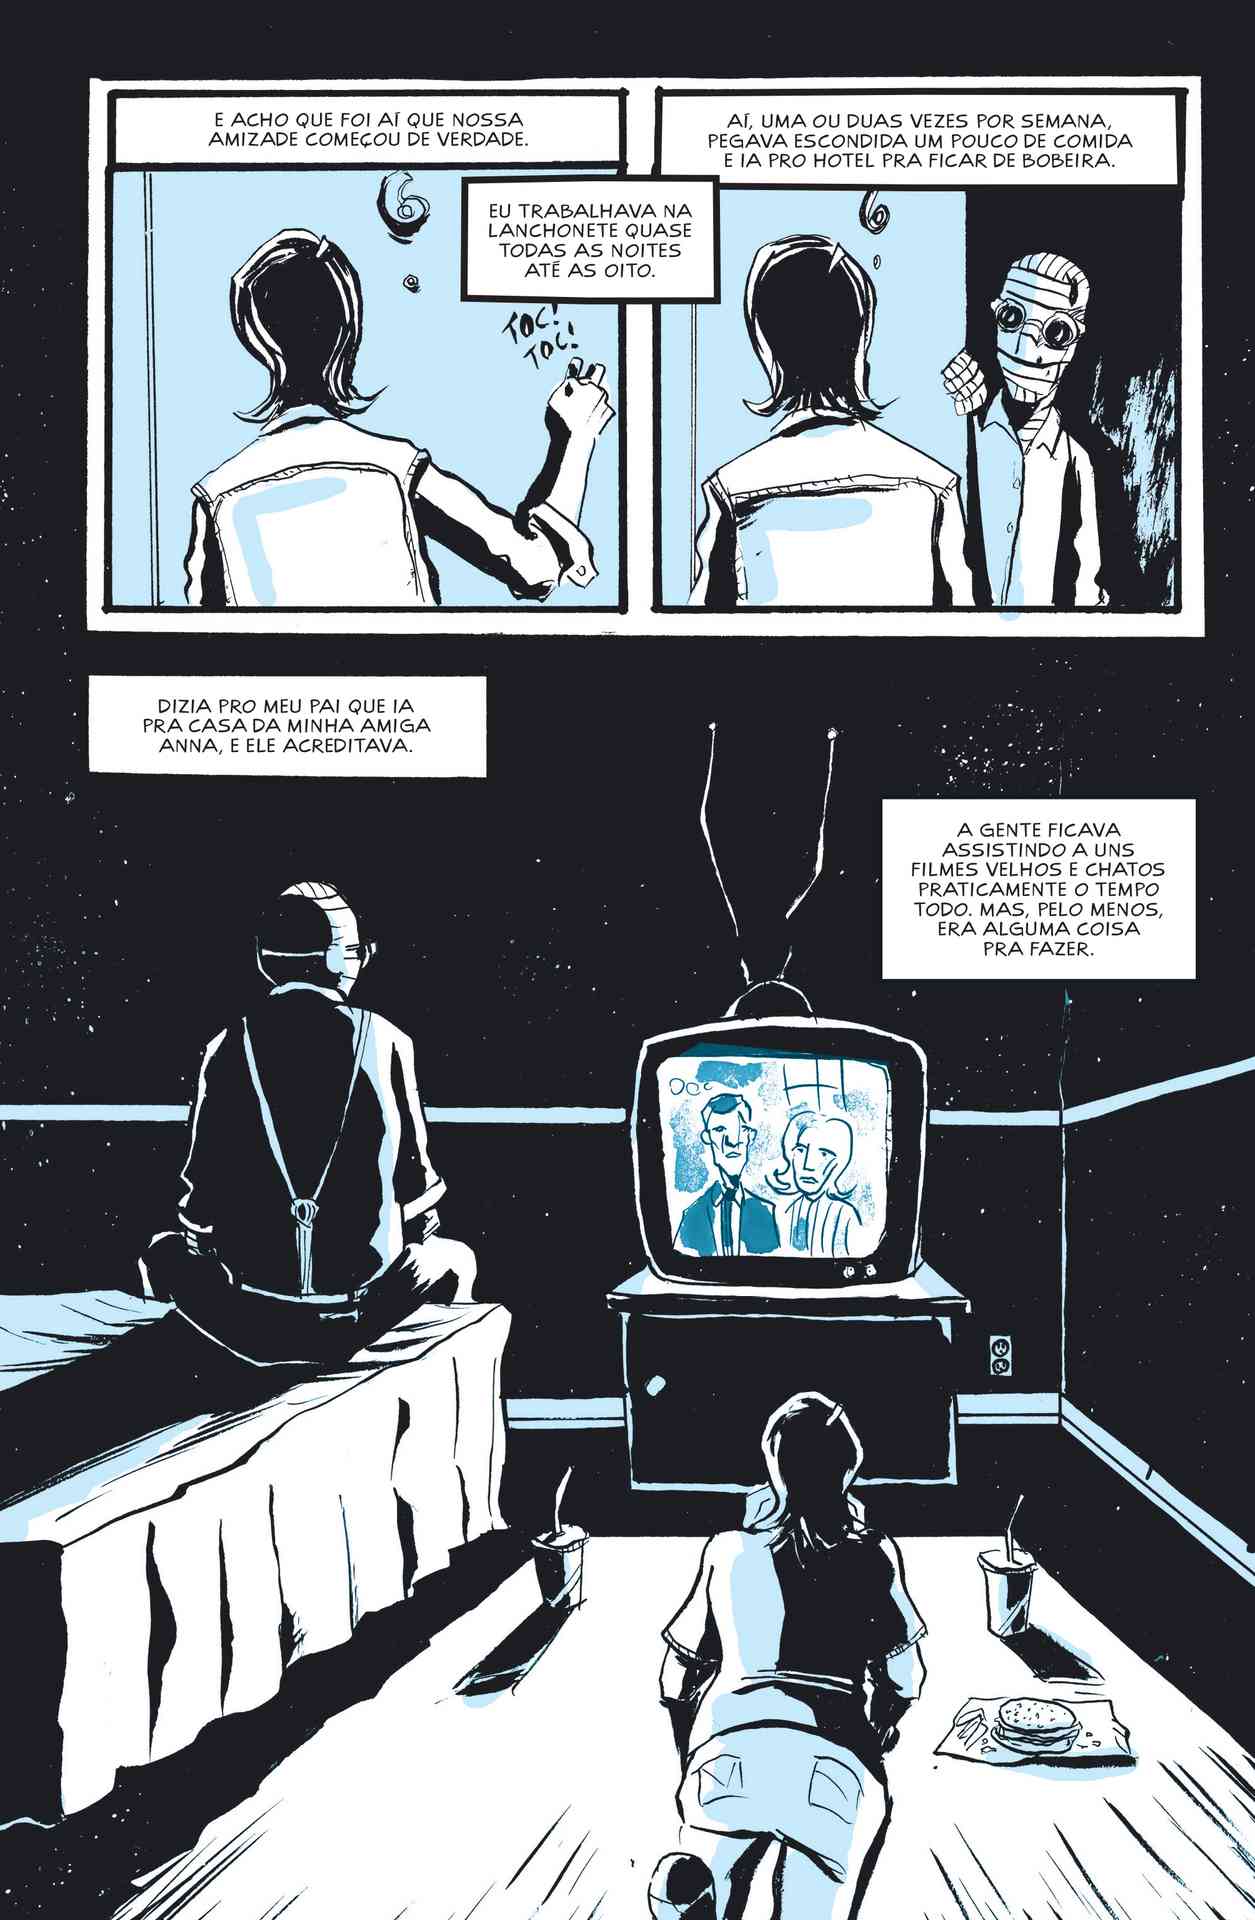 E ACHO QUE FOI AÍ QUE NOSSA
AMIZADE COMEÇOU DE VERDADE.
6
TOC!
TOC!
EU TRABALHAVA NA
LANCHONETE QUASE
TODAS AS NOITES
ATÉ AS OITO.
AÍ, UMA OU DUAS VEZES POR SEMANA,
PEGAVA ESCONDIDA UM POUCO DE COMIDA
E IA PRO HOTEL PRA FICAR DE BOBEIRA.
6
DIZIA PRO MEU PAI QUE IA
PRA CASA DA MINHA AMIGA
ANNA, E ELE ACREDITAVA.
A GENTE FICAVA
ASSISTINDO A UNS
FILMES VELHOS E CHATOS
PRATICAMENTE O TEMPO
TODO. MAS, PELO MENOS,
ERA ALGUMA COISA
PRA FAZER.